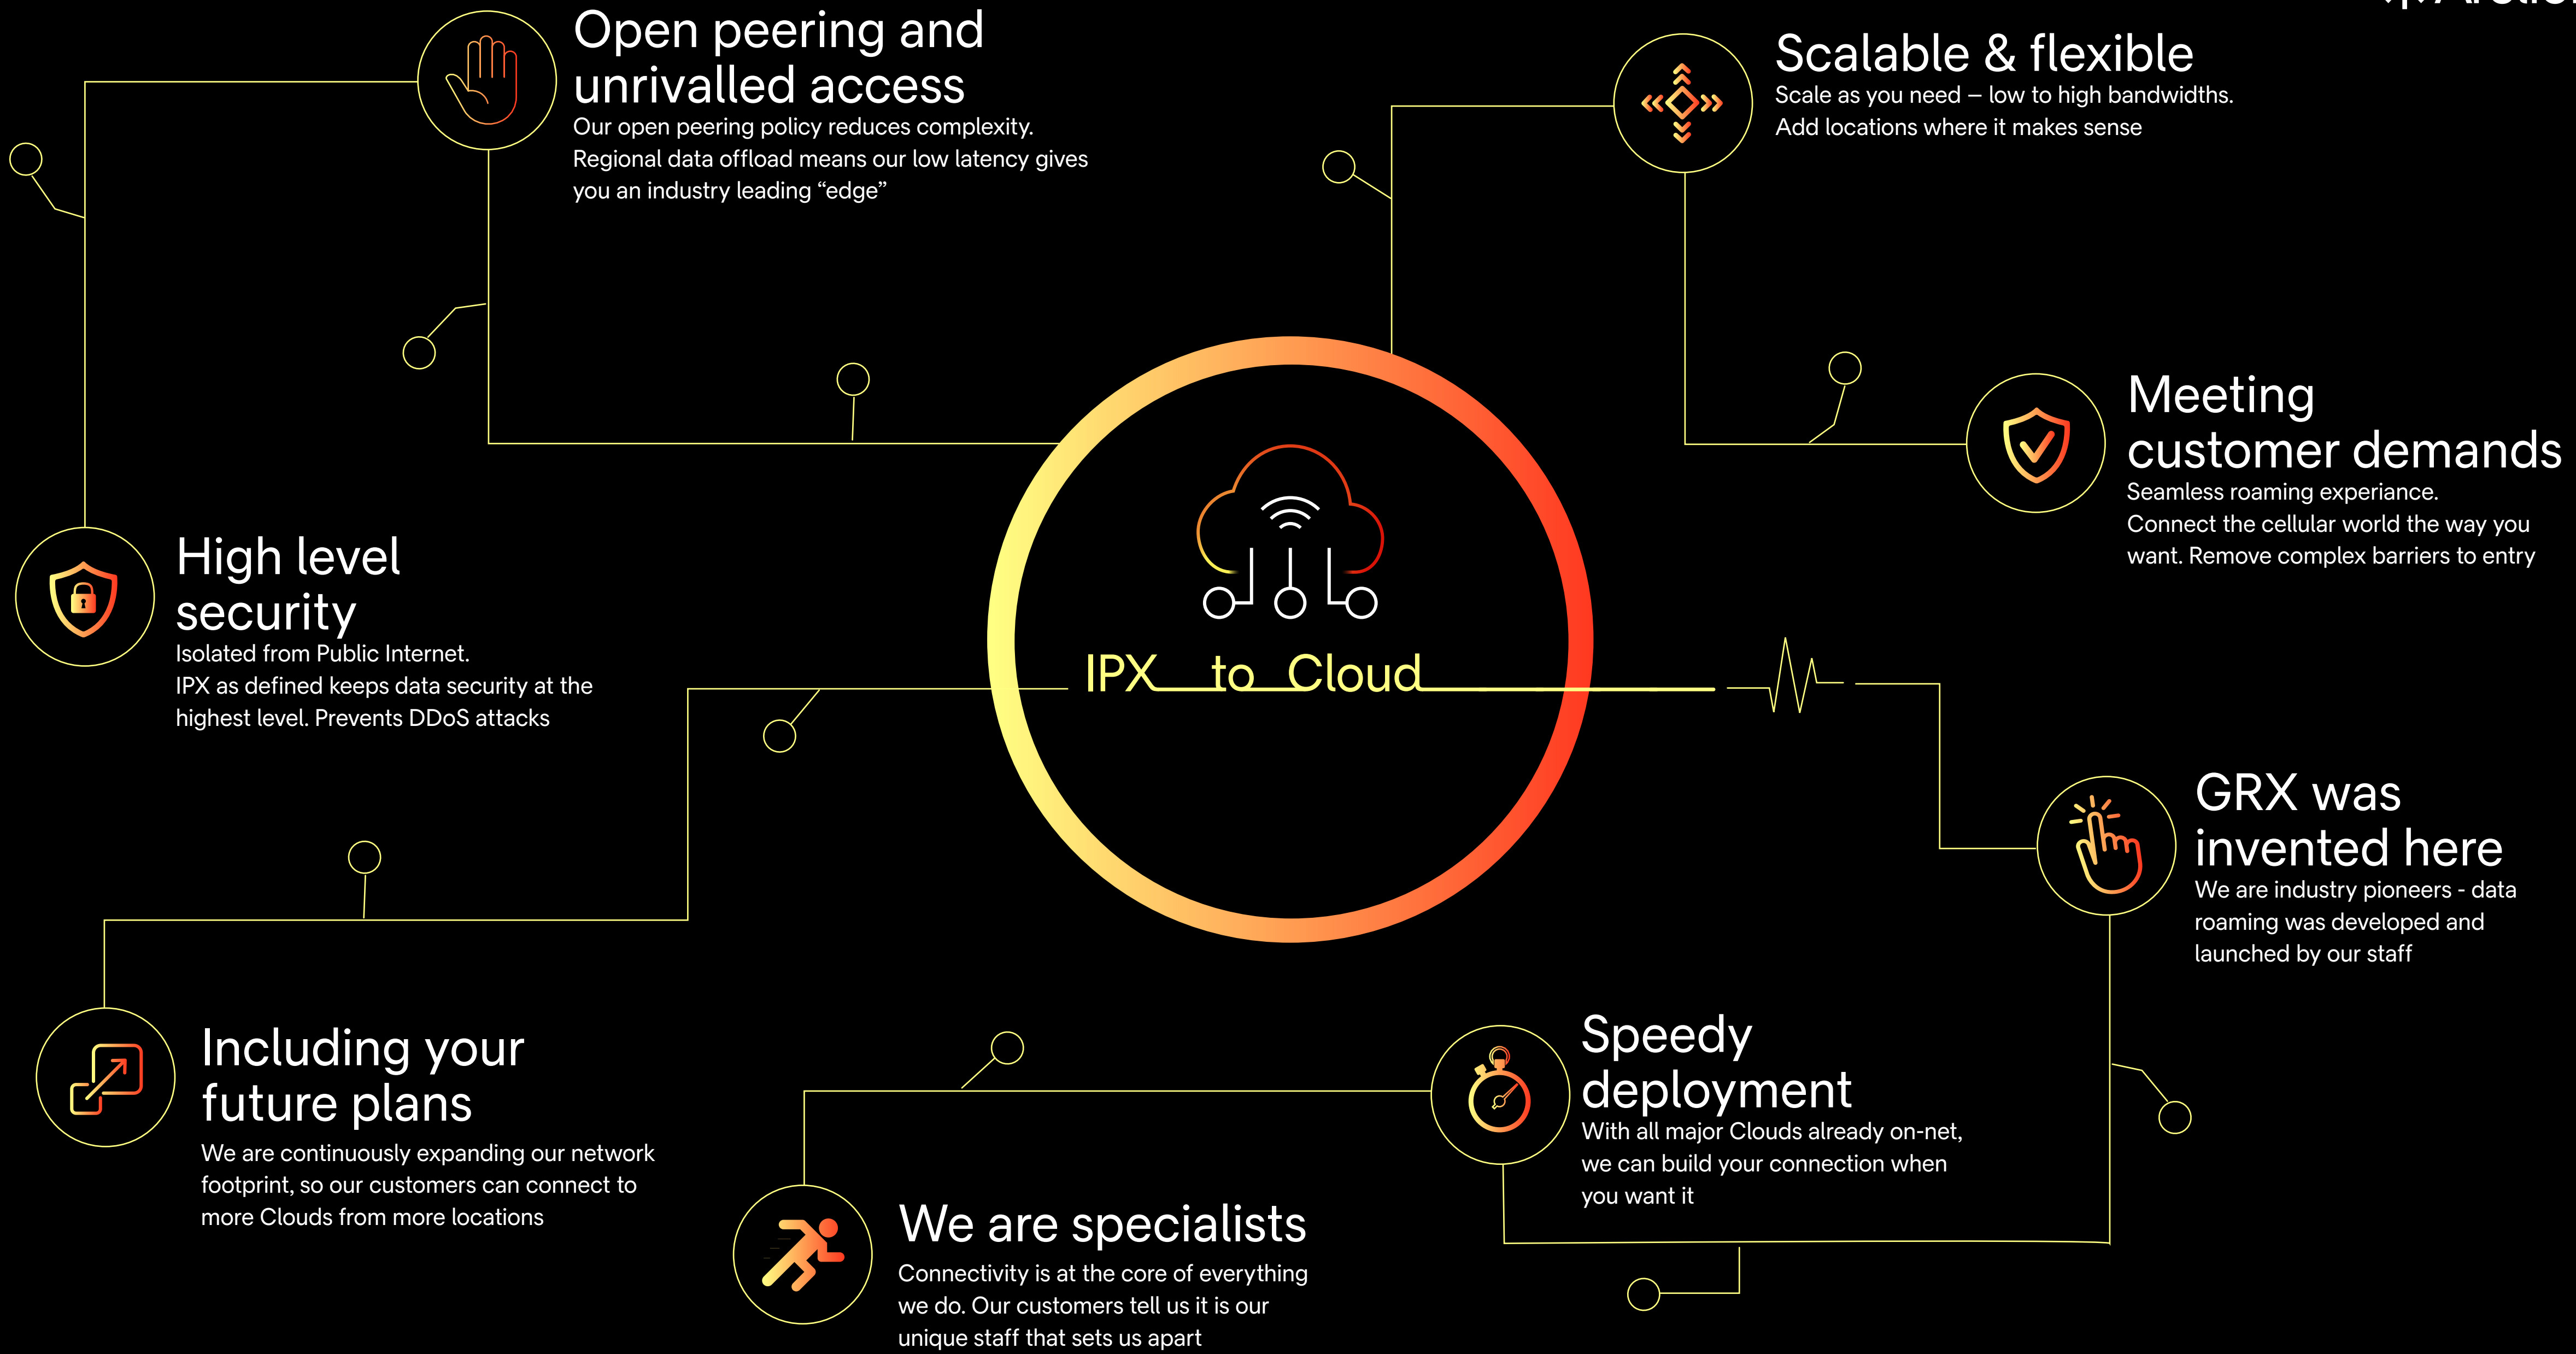 Open peering and
unrivalled access
Our open peering policy reduces complexity.
Regional data offload means our low latency gives
you an industry leading “edge”
Scalable & flexible
Scale as you need – low to high bandwidths.
Add locations where it makes sense
Meeting
customer demands
Seamless roaming experiance.
Connect the cellular world the way you
want. Remove complex barriers to entry
High level
security
Isolated from Public Internet.
IPX as defined keeps data security at the
highest level. Prevents DDoS attacks
IPX to Cloud
GRX was
invented here
We are industry pioneers - data
roaming was developed and
launched by our staff
Including your
future plans
We are continuously expanding our network
footprint, so our customers can connect to
more Clouds from more locations
Speedy
deployment
With all major Clouds already on-net,
we can build your connection when
you want it
We are specialists
Connectivity is at the core of everything
we do. Our customers tell us it is our
unique staff that sets us apart